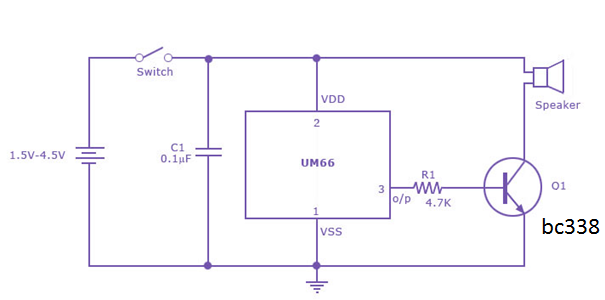 Switch
VDD
2
Speaker
1.5V-4.5V
C1
0.1µF
UM66
3
o/p
R1
4.7K
O1
bc338
1
VSS